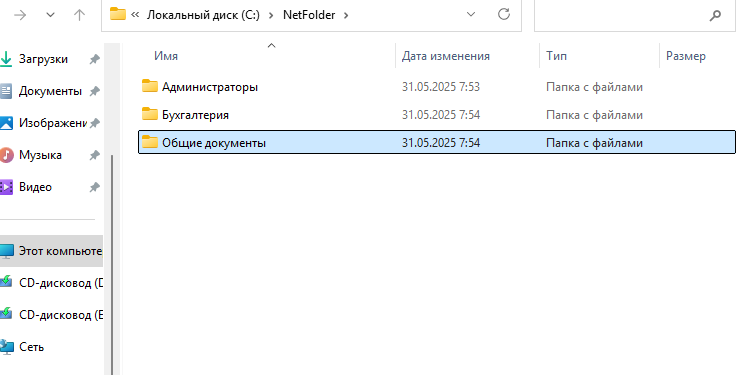 « Локальный диск (C:) > NetFolder >
Имя Дата изменения Тип Размер
Загрузки
Документы
Изображени
Музыка
Видео
Этот компьюте
CD-дисковод (D
CD-дисковод (E
Сеть
Администраторы 31.05.2025 7:53 Папка с файлами
Бухгалтерия 31.05.2025 7:54 Папка с файлами
Общие документы 31.05.2025 7:54 Папка с файлами